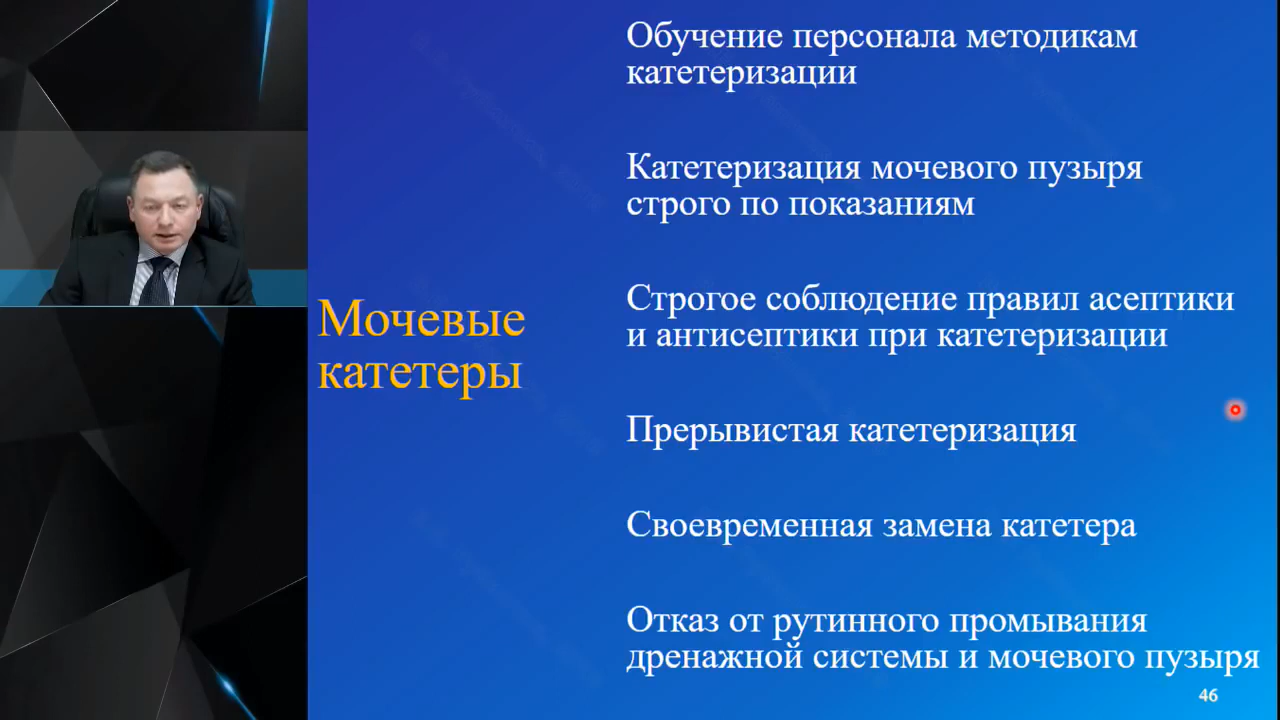 Мочевые
катетеры
Обучение персонала методикам
катетеризации
Катетеризация мочевого пузыря
строго по показаниям
Строгое соблюдение правил асептики
и антисептики при катетеризации
Прерывистая катетеризация
Своевременная замена катетера
Отказ от рутинного промывания
дренажной системы и мочевого пузыря
46